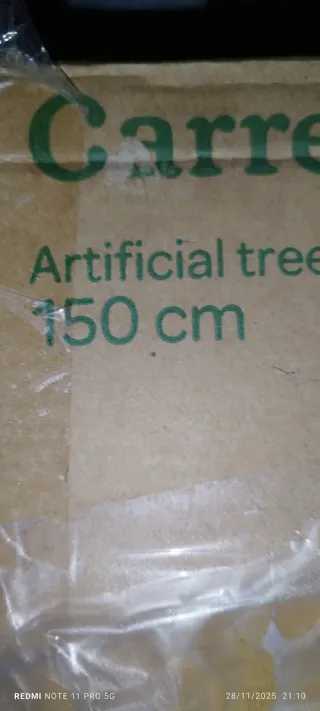 Carre
Artificial tree
150 cm
REDMI NOTE 11 PRO 5G
28/11/2025 21:10